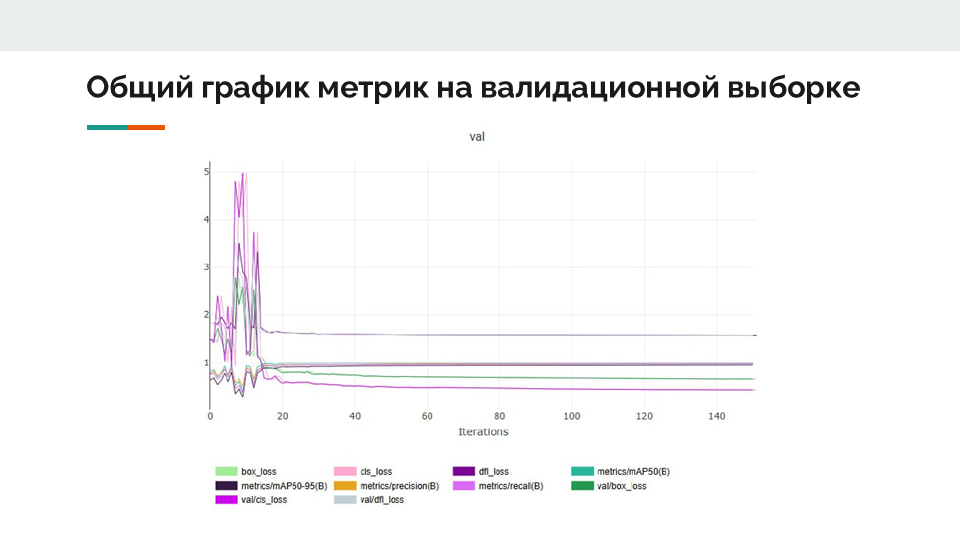 Общий график метрик на валидационной выборке
val
5
4
3
2
1
0 20 40 60 80 100 120 140
Iterations
box_loss cls_loss dfl_loss metrics/mAP50(B)
metrics/mAP50-95(B) metrics/precision(B) metrics/recall(B) val/box_loss
val/cls_loss val/dfl_loss